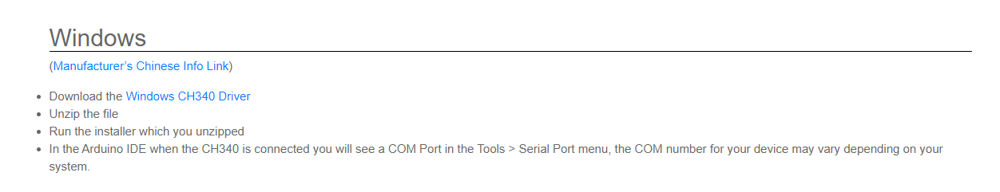 Windows
(Manufacturer’s Chinese Info Link)
Download the Windows CH340 Driver
Unzip the file
Run the installer which you unzipped
In the Arduino IDE when the CH340 is connected you will see a COM Port in the Tools > Serial Port menu, the COM number for your device may vary depending on your
system.